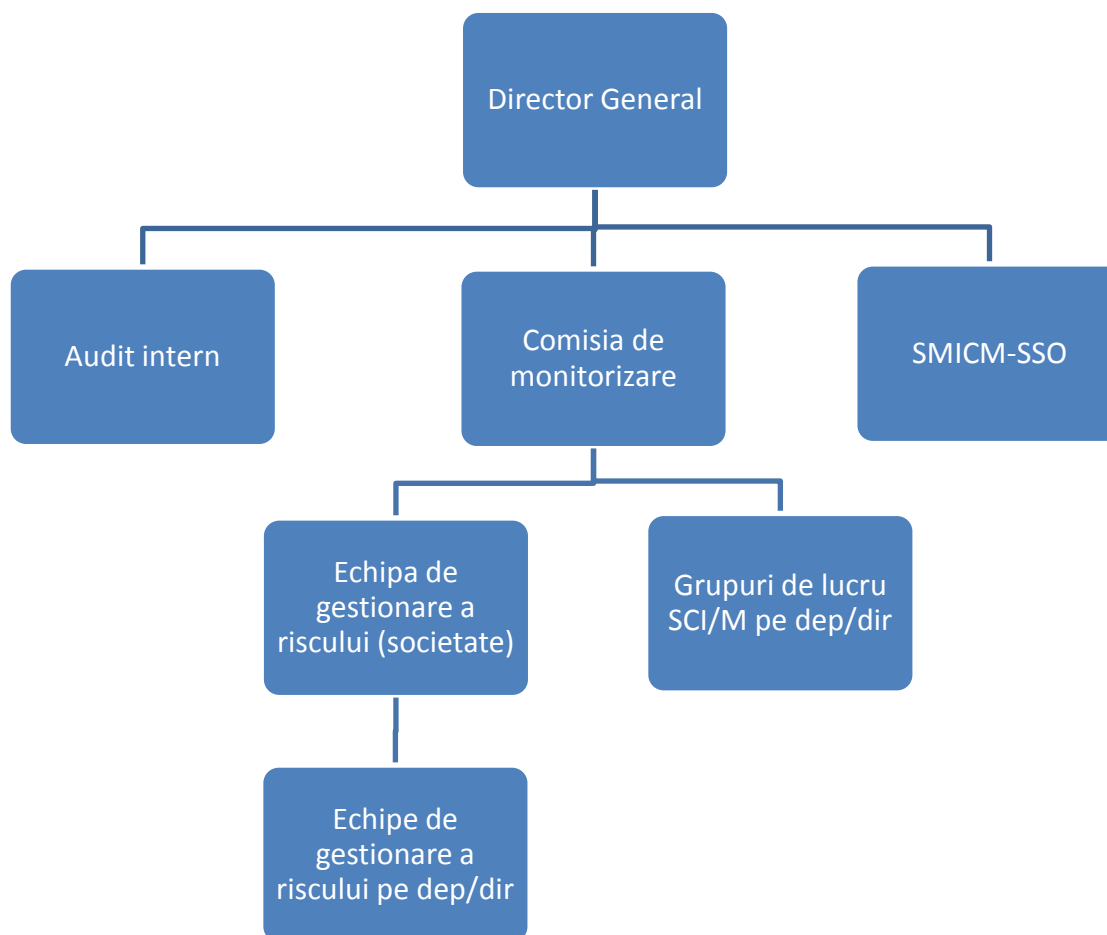 Director General
Audit intern
Comisia de
monitorizare
SMICM-SSO
Echipa de
gestionare a
riscului (societate)
Grupuri de lucru
SCI/M pe dep/dir
Echipe de
gestionare a
riscului pe dep/dir